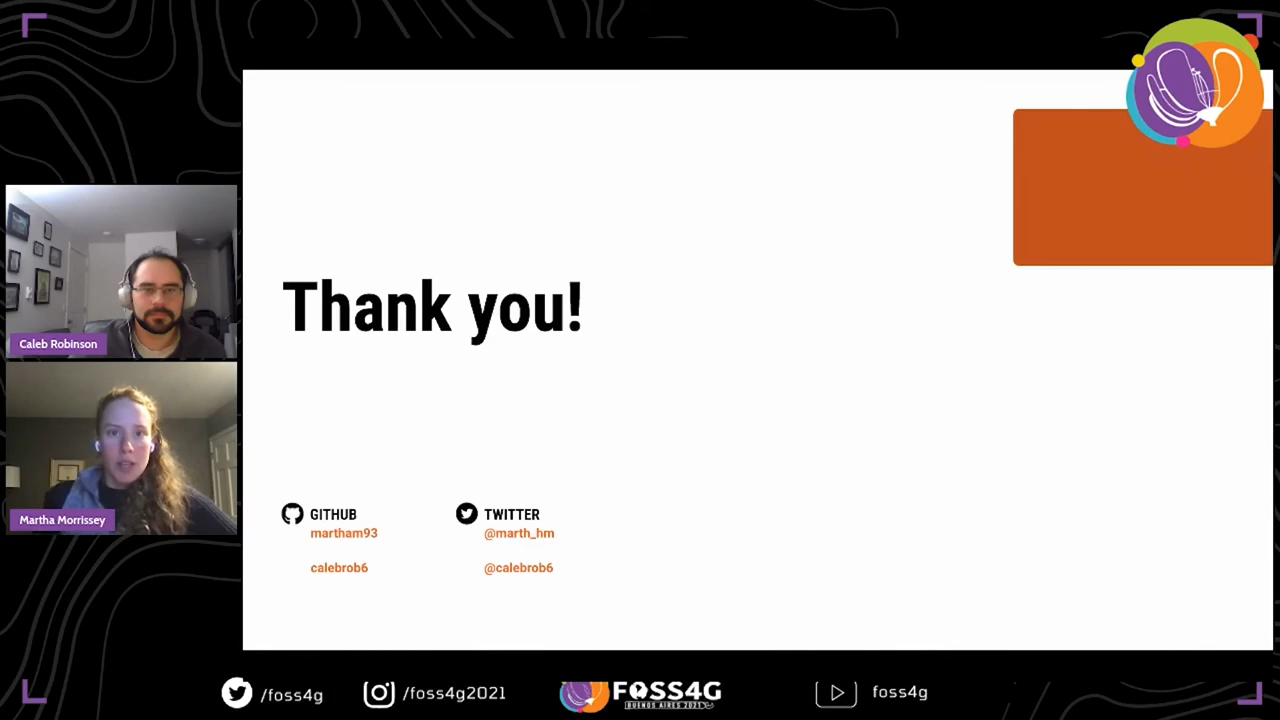 Thank you!
Caleb Robinson
Martha Morrissey
GITHUB
martham93
calebrob6
TWITTER
@marth_hm
@calebrob6
/foss4g
/foss4g2021
FOSS4G
BUENOS AIRES 2021
foss4g